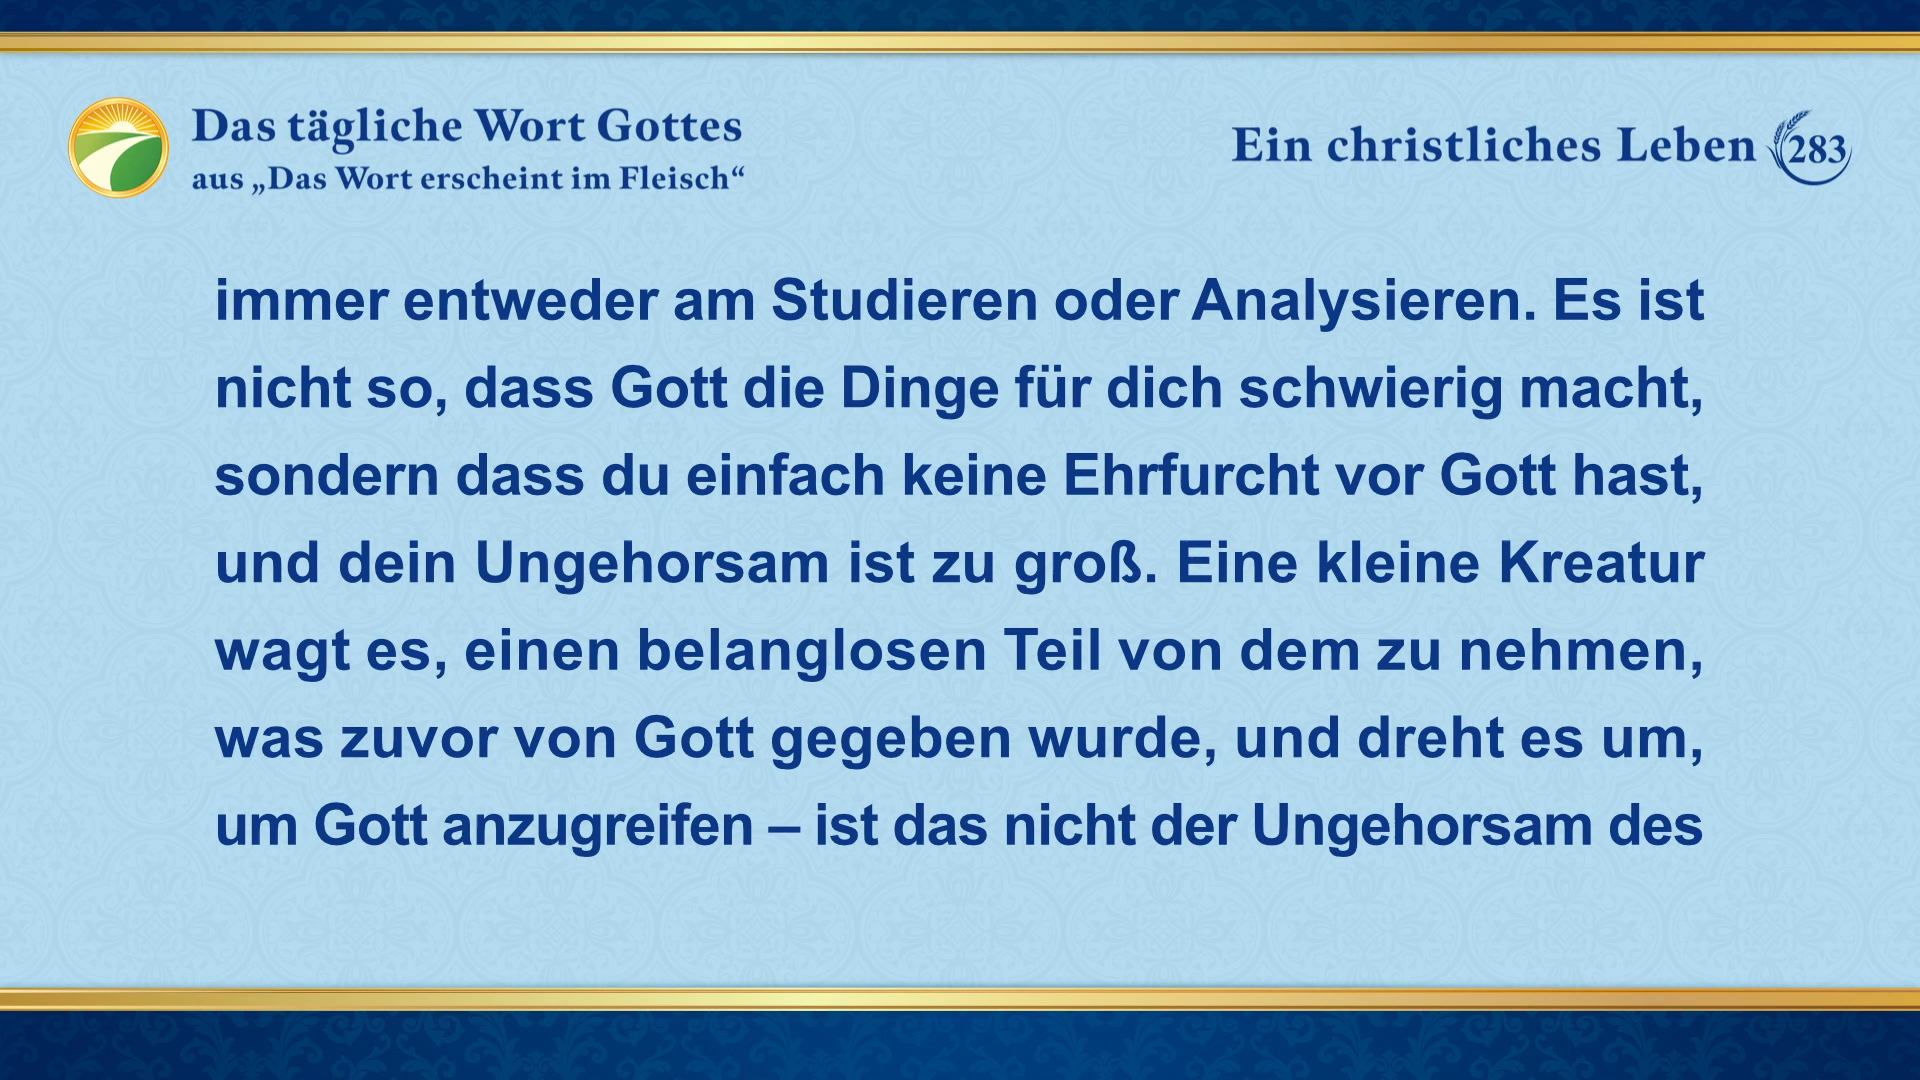 Das tägliche Wort Gottes
aus „Das Wort erscheint im Fleisch“
Ein christliches Leben 283
immer entweder am Studieren oder Analysieren. Es ist
nicht so, dass Gott die Dinge für dich schwierig macht,
sondern dass du einfach keine Ehrfurcht vor Gott hast,
und dein Ungehorsam ist zu groß. Eine kleine Kreatur
wagt es, einen belanglosen Teil von dem zu nehmen,
was zuvor von Gott gegeben wurde, und dreht es um,
um Gott anzugreifen – ist das nicht der Ungehorsam des